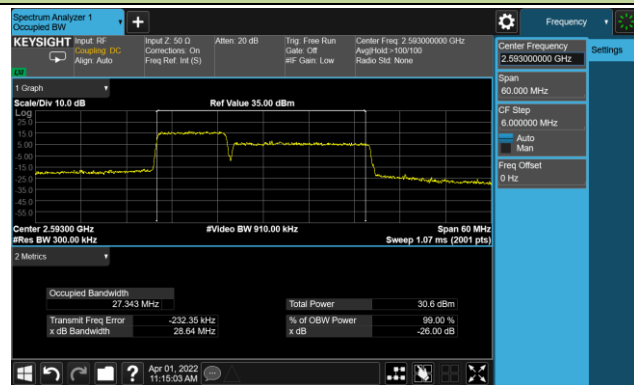 Spectrum Analyzer 1
Occupied BW
Frequency
KEYSIGHT
Input: RF
Coupling: DC
Align: Auto
Input Z: 50 Ω
Corrections: On
Freq Ref: Int (S)
Atten: 20 dB
Trig: Free Run
Gate: Off
#IF Gain: Low
Center Freq: 2.593000000 GHz
Avg|Hold:>100/100
Radio Std: None
Center Frequency
2.593000000 GHz
Settings
Span
60.000 MHz
CF Step
6.000000 MHz
Auto
Man
Freq Offset
0 Hz
1 Graph
Scale/Div 10.0 dB
Ref Value 35.00 dBm
Log
25.0
15.0
5.00
-5.00
-15.0
-25.0
-35.0
-45.0
-55.0
Center 2.59300 GHz
#Video BW 910.00 kHz
Span 60 MHz
#Res BW 300.00 kHz
Sweep 1.07 ms (2001 pts)
2 Metrics
Occupied Bandwidth
27.343 MHz
Total Power 30.6 dBm
Transmit Freq Error -232.35 kHz
% of OBW Power 99.00 %
x dB Bandwidth 28.64 MHz
x dB -26.00 dB
Apr 01, 2022
11:15:03 AM